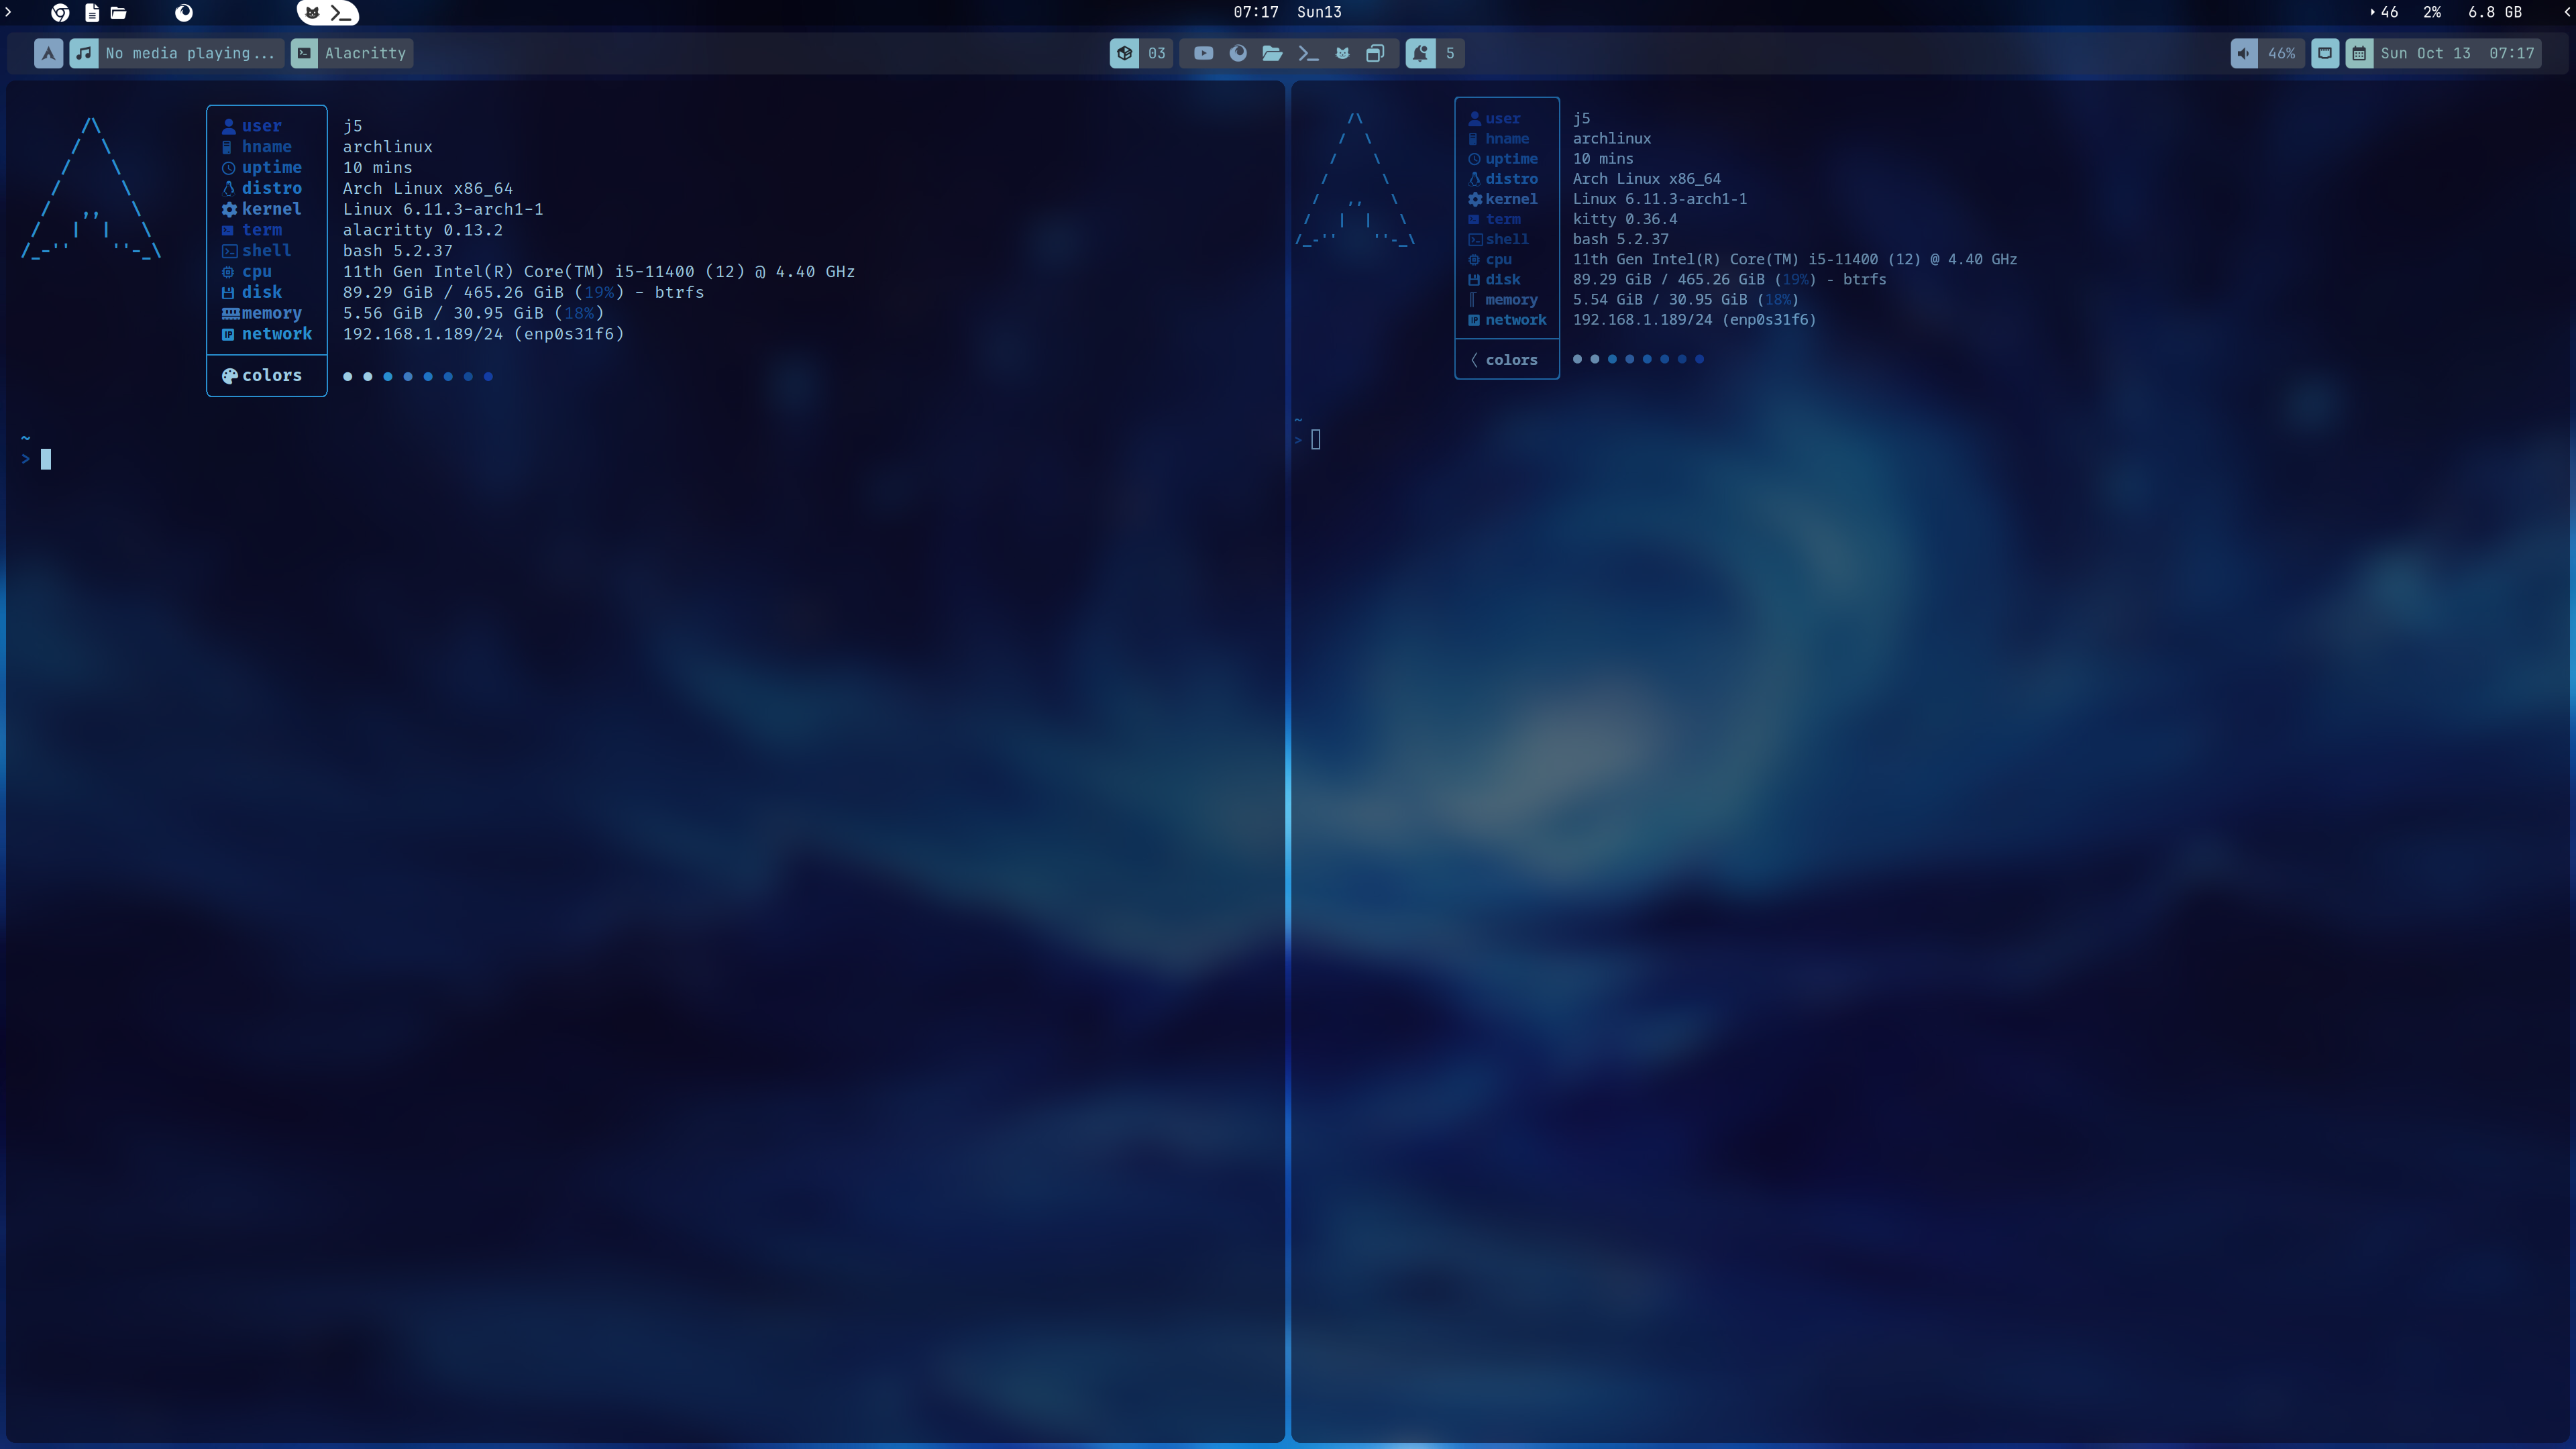 07:17 Sun13
46 2% 6.8 GB
No media playing... Alacritty
03
5
46% Sun Oct 13 07:17
user j5
hname archlinux
uptime 10 mins
distro Arch Linux x86_64
kernel Linux 6.11.3-arch1-1
term alacritty 0.13.2
shell bash 5.2.37
cpu 11th Gen Intel(R) Core(TM) i5-11400 (12) @ 4.40 GHz
disk 89.29 GiB / 465.26 GiB (19%) - btrfs
memory 5.56 GiB / 30.95 GiB (18%)
network 192.168.1.189/24 (enp0s31f6)
colors
~
>
user j5
hname archlinux
uptime 10 mins
distro Arch Linux x86_64
kernel Linux 6.11.3-arch1-1
term kitty 0.36.4
shell bash 5.2.37
cpu 11th Gen Intel(R) Core(TM) i5-11400 (12) @ 4.40 GHz
disk 89.29 GiB / 465.26 GiB (19%) - btrfs
memory 5.54 GiB / 30.95 GiB (18%)
network 192.168.1.189/24 (enp0s31f6)
colors
~
>